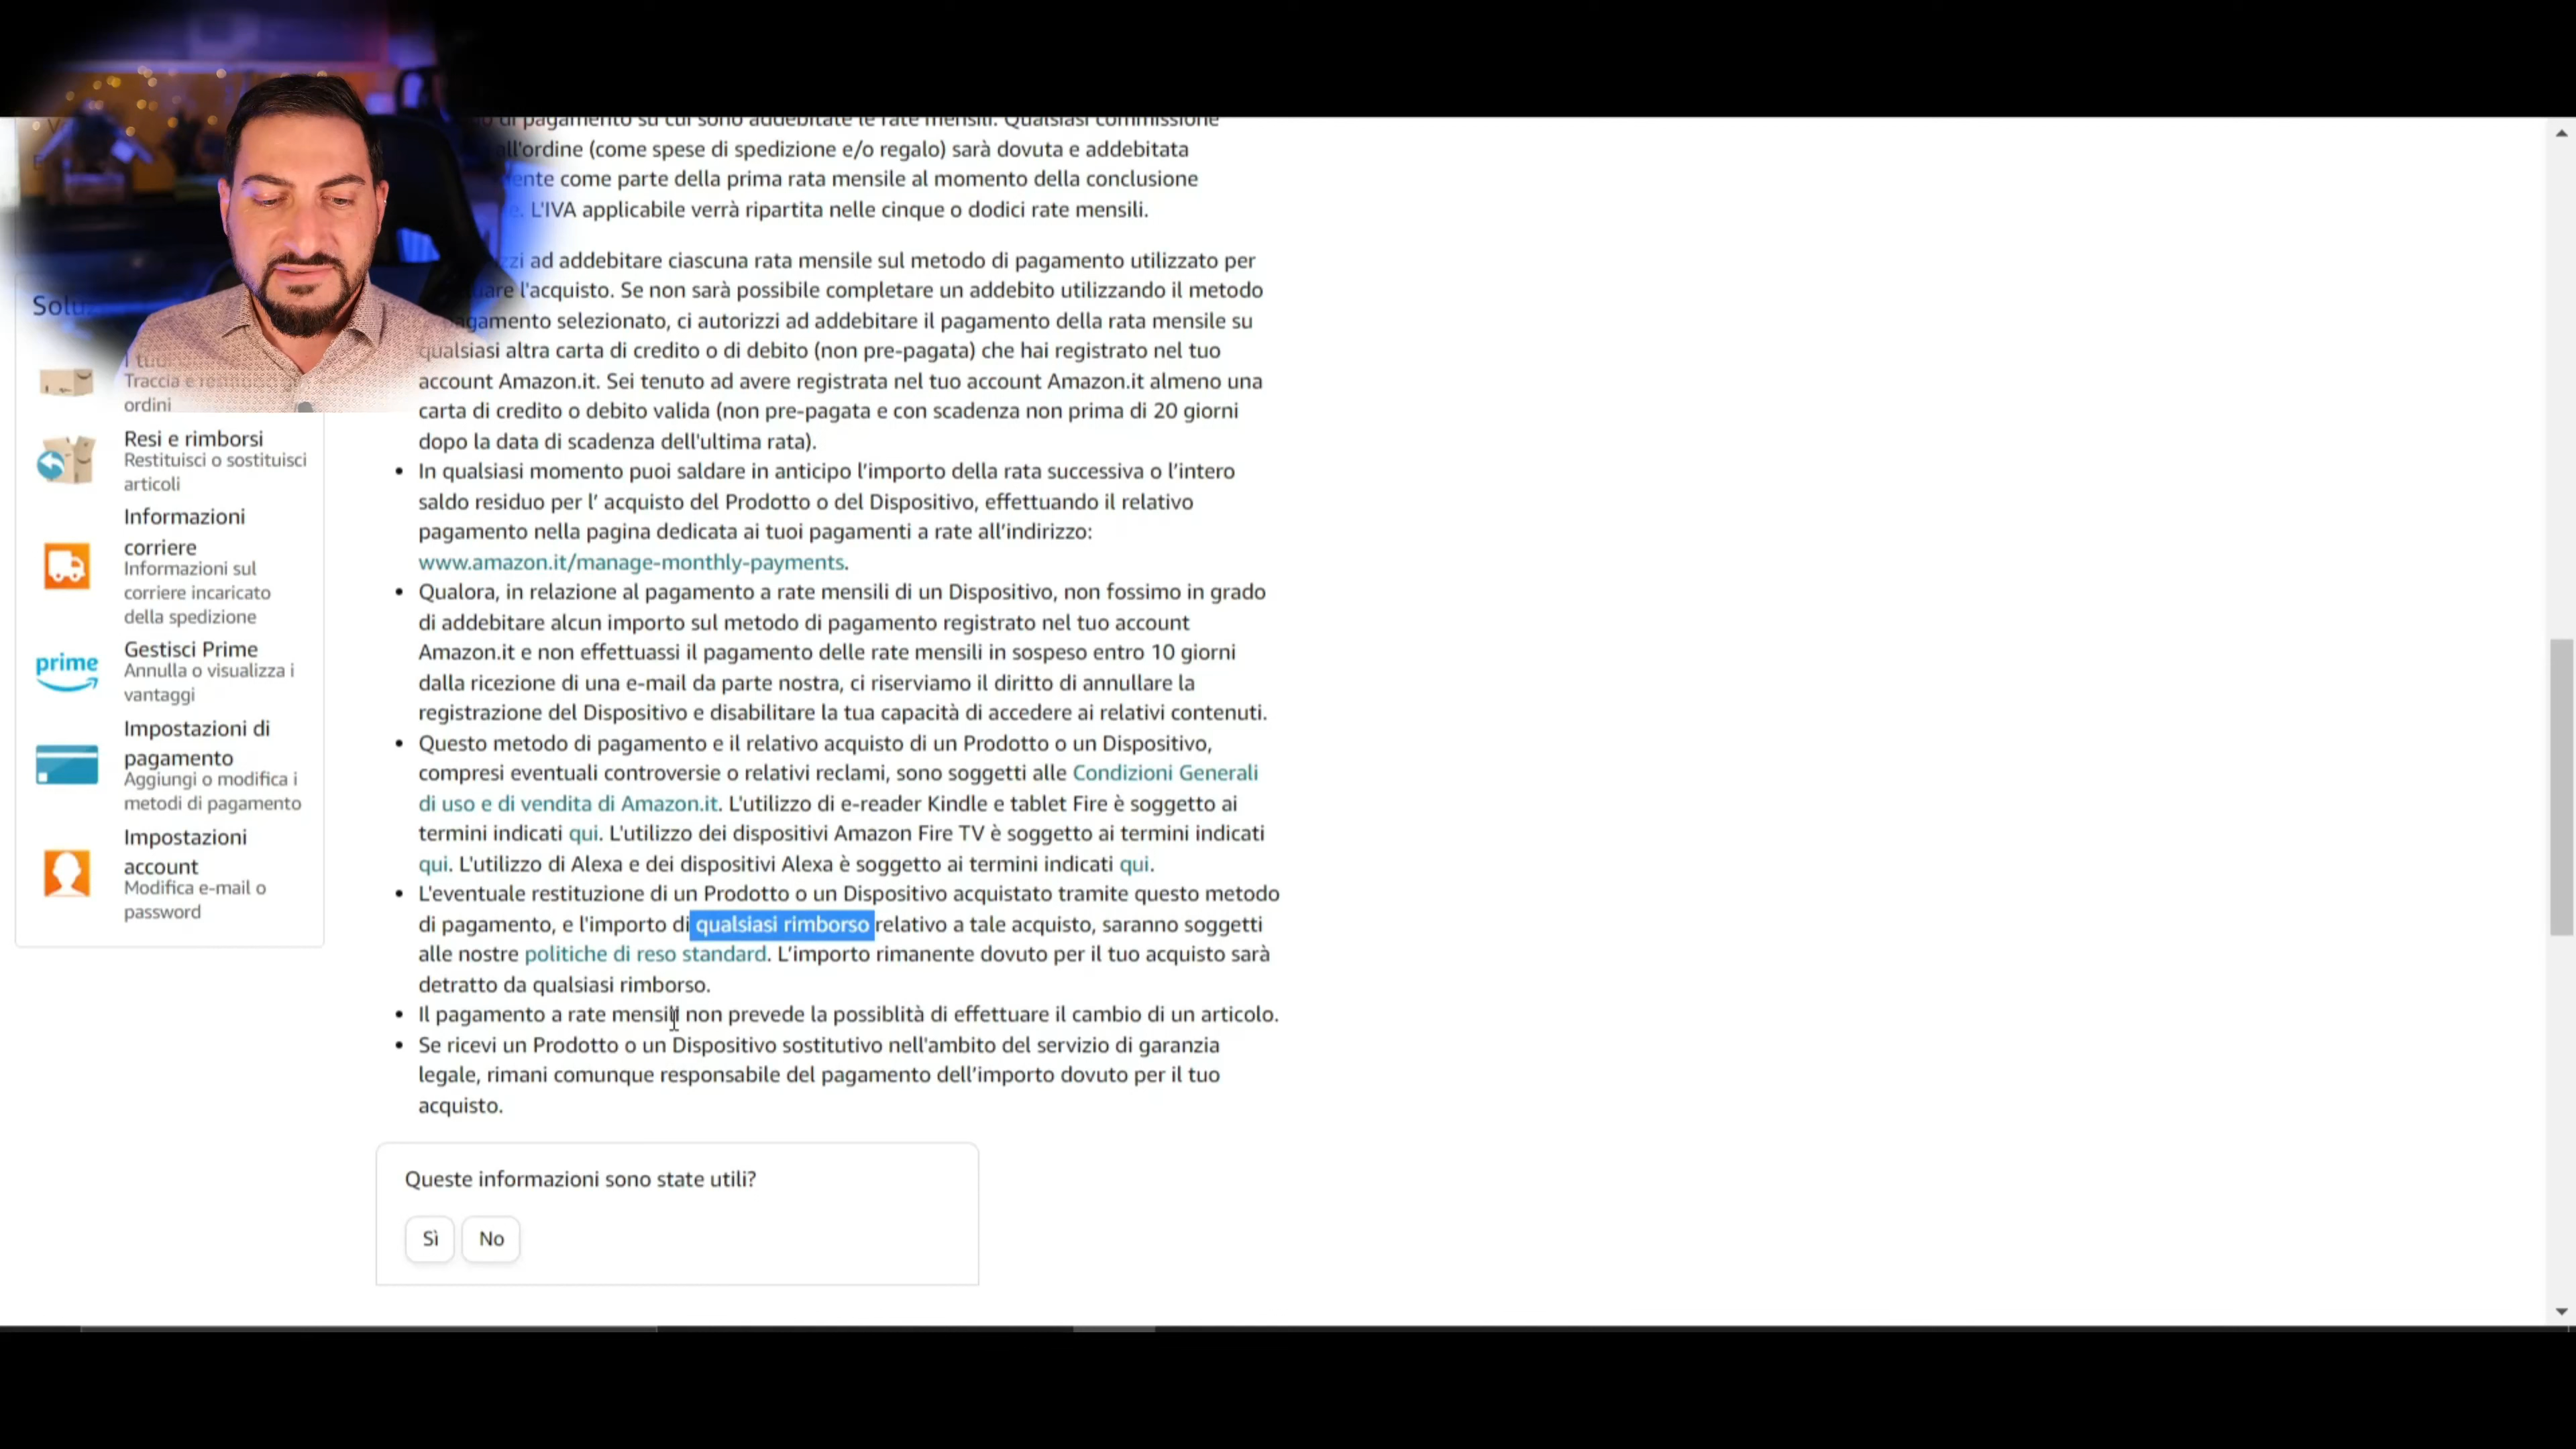 di pagamento su cui sono addebitate le rate mensili. Qualsiasi commissione
all'ordine (come spese di spedizione e/o regalo) sarà dovuta e addebitata
come parte della prima rata mensile al momento della conclusione
L'IVA applicabile verrà ripartita nelle cinque o dodici rate mensili.
ad addebitare ciascuna rata mensile sul metodo di pagamento utilizzato per
l'acquisto. Se non sarà possibile completare un addebito utilizzando il metodo
pagamento selezionato, ci autorizzi ad addebitare il pagamento della rata mensile su
qualsiasi altra carta di credito o di debito (non pre-pagata) che hai registrato nel tuo
account Amazon.it. Sei tenuto ad avere registrata nel tuo account Amazon.it almeno una
carta di credito o debito valida (non pre-pagata e con scadenza non prima di 20 giorni
dopo la data di scadenza dell'ultima rata).
In qualsiasi momento puoi saldare in anticipo l’importo della rata successiva o l’intero
saldo residuo per l’ acquisto del Prodotto o del Dispositivo, effettuando il relativo
pagamento nella pagina dedicata ai tuoi pagamenti a rate all’indirizzo:
www.amazon.it/manage-monthly-payments.
Qualora, in relazione al pagamento a rate mensili di un Dispositivo, non fossimo in grado
di addebitare alcun importo sul metodo di pagamento registrato nel tuo account
Amazon.it e non effettuassi il pagamento delle rate mensili in sospeso entro 10 giorni
dalla ricezione di una e-mail da parte nostra, ci riserviamo il diritto di annullare la
registrazione del Dispositivo e disabilitare la tua capacità di accedere ai relativi contenuti.
Questo metodo di pagamento e il relativo acquisto di un Prodotto o un Dispositivo,
compresi eventuali controversie o relativi reclami, sono soggetti alle Condizioni Generali
di uso e di vendita di Amazon.it. L'utilizzo di e-reader Kindle e tablet Fire è soggetto ai
termini indicati qui. L'utilizzo dei dispositivi Amazon Fire TV è soggetto ai termini indicati
qui. L'utilizzo di Alexa e dei dispositivi Alexa è soggetto ai termini indicati qui.
L'eventuale restituzione di un Prodotto o un Dispositivo acquistato tramite questo metodo
di pagamento, e l'importo di qualsiasi rimborso relativo a tale acquisto, saranno soggetti
alle nostre politiche di reso standard. L’importo rimanente dovuto per il tuo acquisto sarà
detratto da qualsiasi rimborso.
Il pagamento a rate mensili non prevede la possiblità di effettuare il cambio di un articolo.
Se ricevi un Prodotto o un Dispositivo sostitutivo nell'ambito del servizio di garanzia
legale, rimani comunque responsabile del pagamento dell’importo dovuto per il tuo
acquisto.
Queste informazioni sono state utili?
Sì No
Traccia e
ordini
Resi e rimborsi
Restituisci o sostituisci
articoli
Informazioni
corriere
Informazioni sul
corriere incaricato
della spedizione
prime
Gestisci Prime
Annulla o visualizza i
vantaggi
Impostazioni di
pagamento
Aggiungi o modifica i
metodi di pagamento
Impostazioni
account
Modifica e-mail o
password